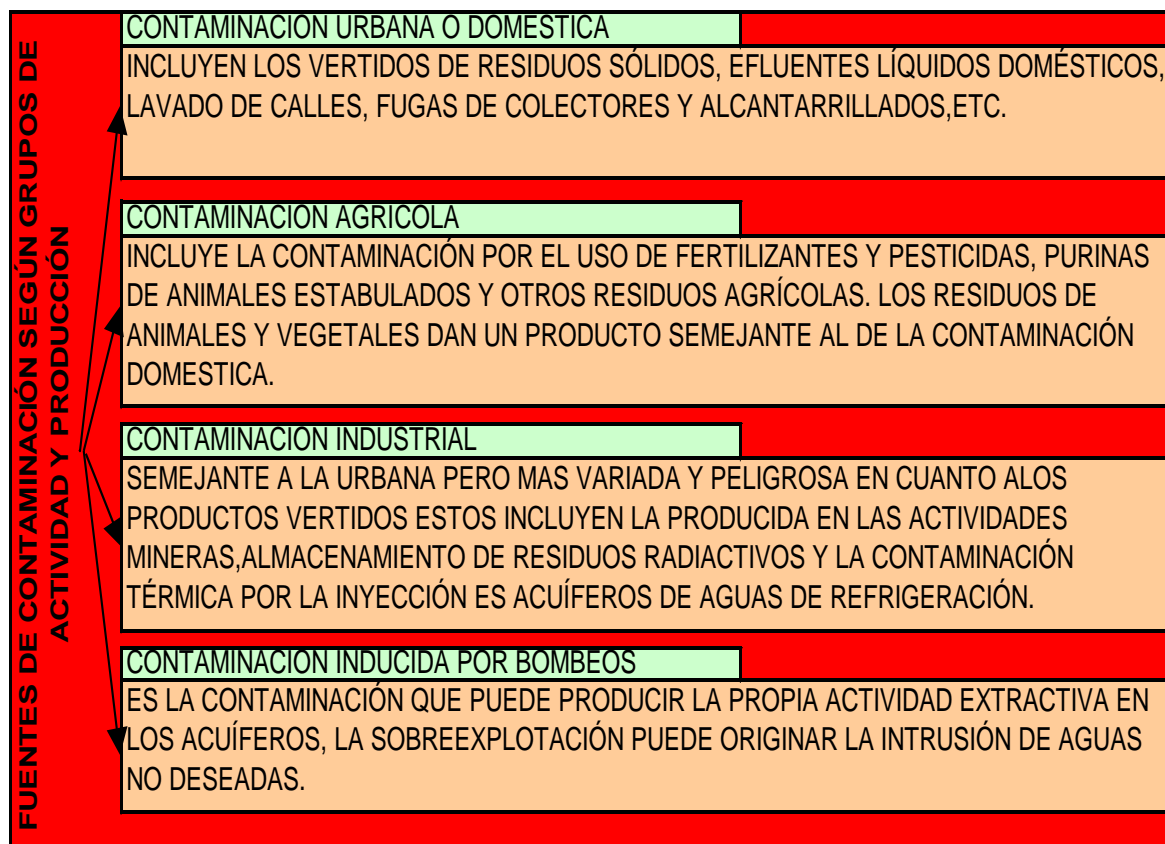 FUENTES DE CONTAMINACIÓN SEGÚN GRUPOS DE
ACTIVIDAD Y PRODUCCIÓN
CONTAMINACIÓN URBANA O DOMESTICA
INCLUYEN LOS VERTIDOS DE RESIDUOS SÓLIDOS, EFLUENTES LÍQUIDOS DOMÉSTICOS,
LAVADO DE CALLES, FUGAS DE COLECTORES Y ALCANTARRILLADOS,ETC.
CONTAMINACIÓN AGRÍCOLA
INCLUYE LA CONTAMINACIÓN POR EL USO DE FERTILIZANTES Y PESTICIDAS, PURINAS
DE ANIMALES ESTABULADOS Y OTROS RESIDUOS AGRÍCOLAS. LOS RESIDUOS DE
ANIMALES Y VEGETALES DAN UN PRODUCTO SEMEJANTE AL DE LA CONTAMINACIÓN
DOMESTICA.
CONTAMINACIÓN INDUSTRIAL
SEMEJANTE A LA URBANA PERO MAS VARIADA Y PELIGROSA EN CUANTO ALOS
PRODUCTOS VERTIDOS ESTOS INCLUYEN LA PRODUCIDA EN LAS ACTIVIDADES
MINERAS,ALMACENAMIENTO DE RESIDUOS RADIACTIVOS Y LA CONTAMINACIÓN
TÉRMICA POR LA INYECCIÓN ES ACUÍFEROS DE AGUAS DE REFRIGERACIÓN.
CONTAMINACIÓN INDUCIDA POR BOMBEOS
ES LA CONTAMINACIÓN QUE PUEDE PRODUCIR LA PROPIA ACTIVIDAD EXTRACTIVA EN
LOS ACUÍFEROS, LA SOBREEXPLOTACIÓN PUEDE ORIGINAR LA INTRUSIÓN DE AGUAS
NO DESEADAS.